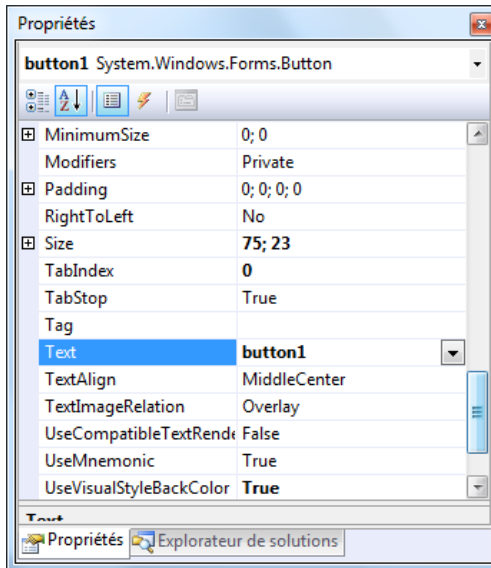 Propriétés
button1 System.Windows.Forms.Button
MinimumSize 0; 0
Modifiers Private
Padding 0; 0; 0; 0
RightToLeft No
Size 75; 23
TabIndex 0
TabStop True
Tag
Text button1
TextAlign MiddleCenter
TextImageRelation Overlay
UseCompatibleTextRende False
UseMnemonic True
UseVisualStyleBackColor True
Text
Propriétés Explorateur de solutions